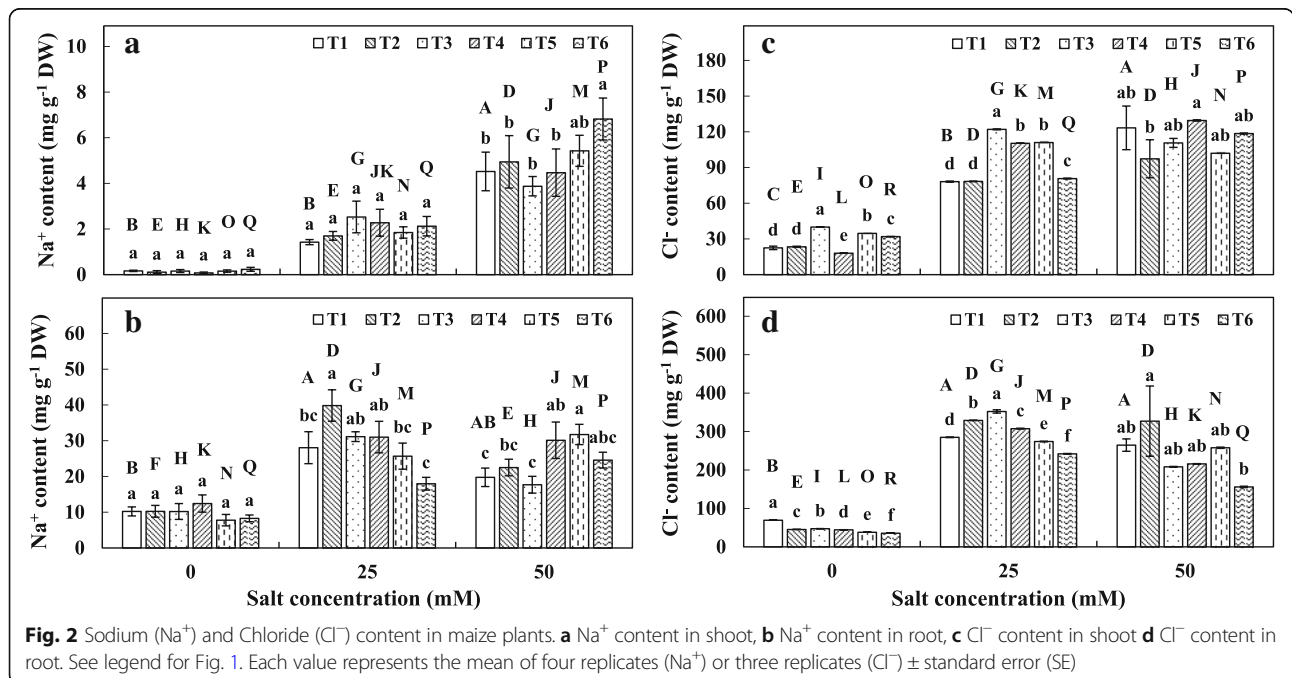 a
T1 T2 T3 T4 T5 T6
Na⁺ content (mg g⁻¹ DW)
10
8
6
4
2
0
B E H K O Q
a a a a a a
B E G JK N Q
a a a a a a
A D G J M P
b b b b ab a
c
T1 T2 T3 T4 T5 T6
Cl⁻ content (mg g⁻¹ DW)
180
150
120
90
60
30
0
C E I L O R
d d a e b c
B D G K M Q
d d a b b c
A D H J N P
ab b ab a ab ab
b
T1 T2 T3 T4 T5 T6
Na⁺ content (mg g⁻¹ DW)
60
50
40
30
20
10
0
B F H K N Q
a a a a a a
A D G J M P
bc a ab ab bc c
AB E H J M P
c bc c ab a abc
0 25 50
Salt concentration (mM)
d
T1 T2 T3 T4 T5 T6
Cl⁻ content (mg g⁻¹ DW)
600
500
400
300
200
100
0
B E I L O R
a c b d e f
A D G J M P
d b a c e f
A D H K N Q
ab a ab ab ab b
0 25 50
Salt concentration (mM)
Fig. 2 Sodium (Na⁺) and Chloride (Cl⁻) content in maize plants. a Na⁺ content in shoot, b Na⁺ content in root, c Cl⁻ content in shoot d Cl⁻ content in
root. See legend for Fig. 1. Each value represents the mean of four replicates (Na⁺) or three replicates (Cl⁻) ± standard error (SE)